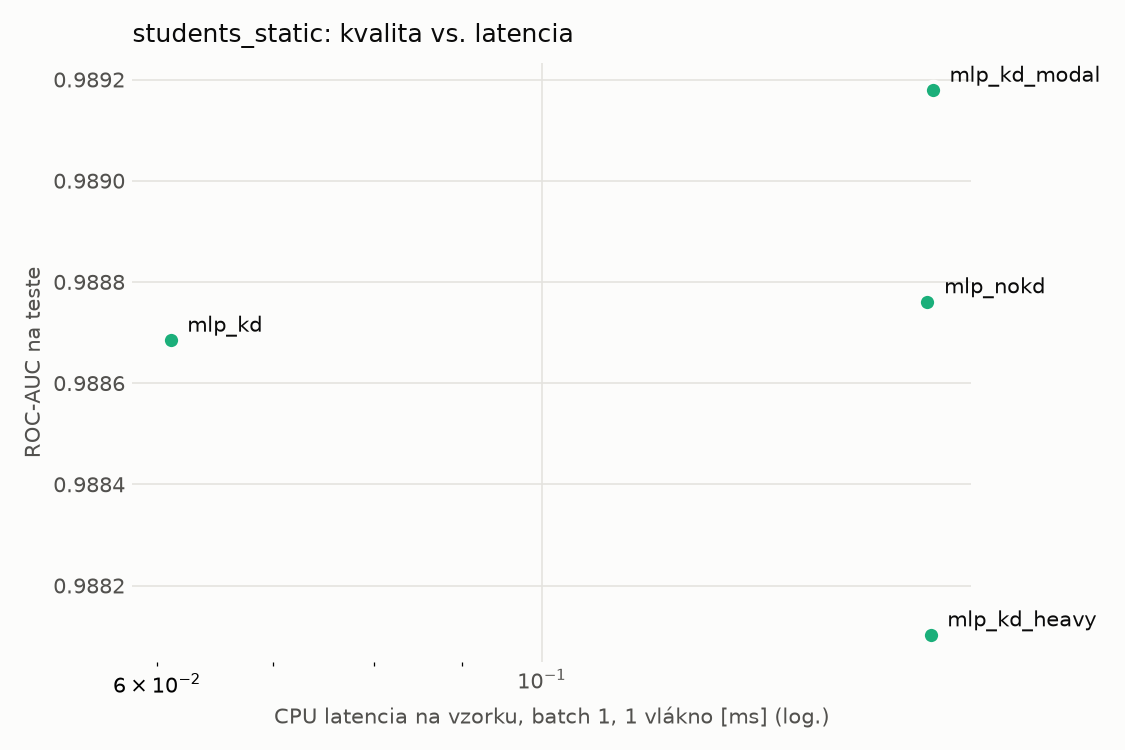 students_static: kvalita vs. latencia
0.9892
mlp_kd_modal
0.9890
0.9888
mlp_nokd
mlp_kd
0.9886
0.9884
0.9882
mlp_kd_heavy
ROC-AUC na teste
6 × 10⁻²
10⁻¹
CPU latencia na vzorku, batch 1, 1 vlákno [ms] (log.)